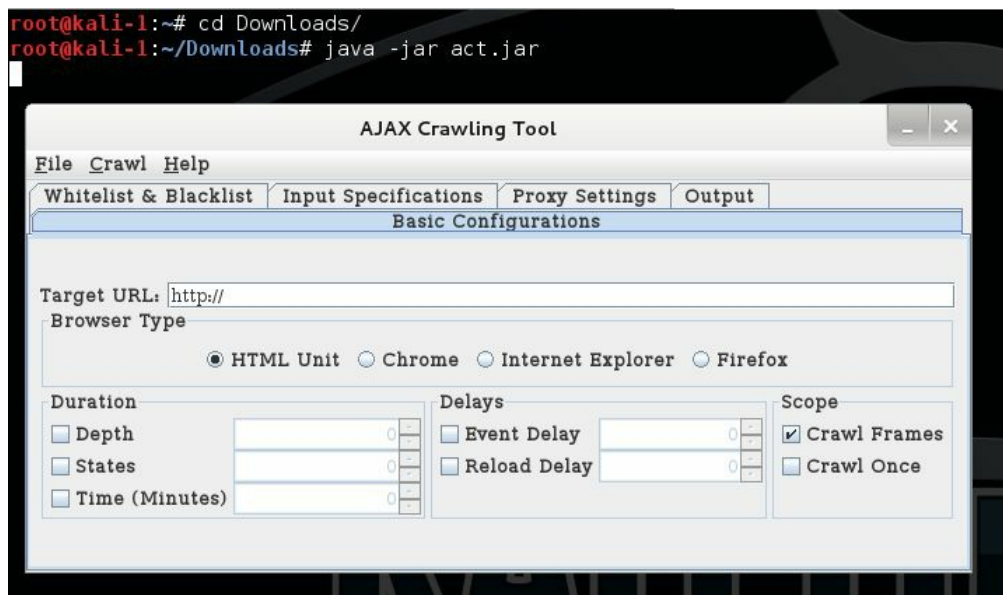 root@kali-1:~# cd Downloads/
root@kali-1:~/Downloads# java -jar act.jar
AJAX Crawling Tool
File Crawl Help
Whitelist & Blacklist Input Specifications Proxy Settings Output
Basic Configurations
Target URL: http://
Browser Type
HTML Unit Chrome Internet Explorer Firefox
Duration Delays Scope
Depth 0 Event Delay 0 Crawl Frames
States 0 Reload Delay 0 Crawl Once
Time (Minutes) 0